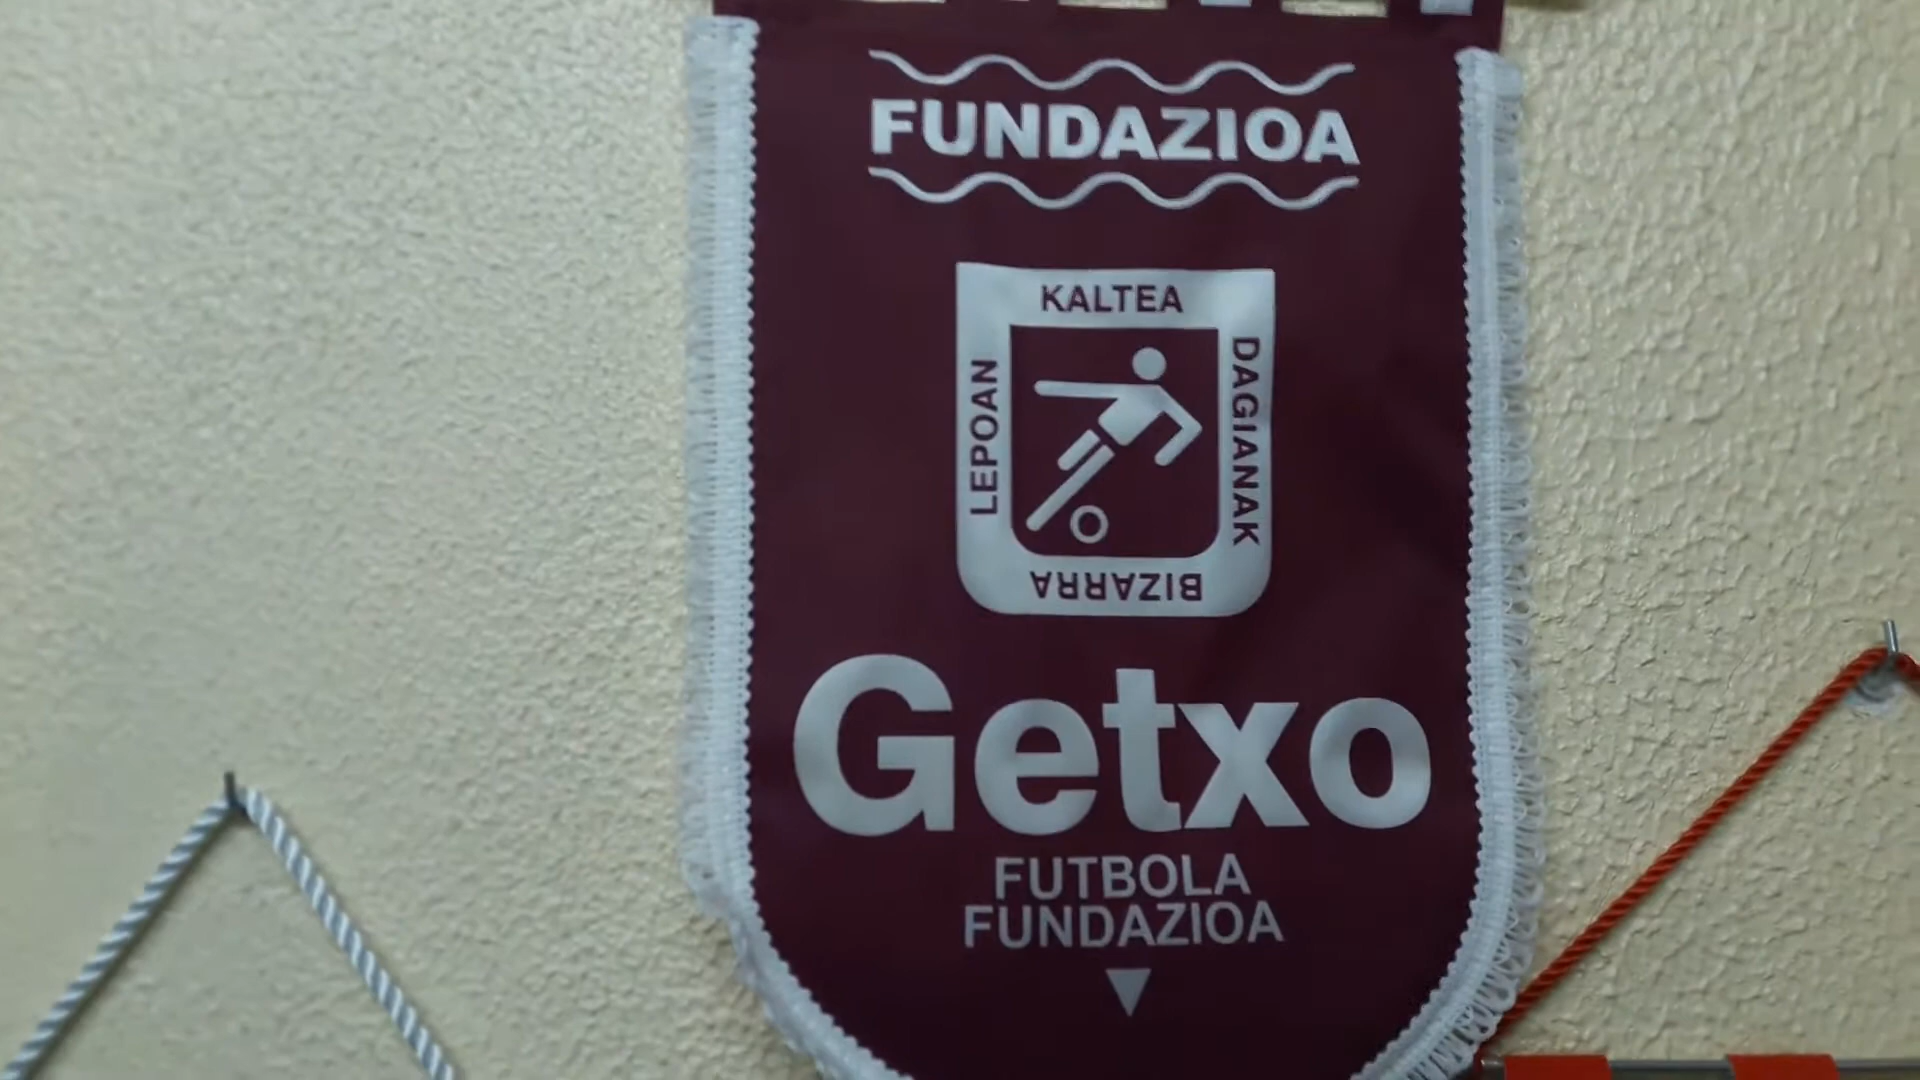 FUNDAZIOA
KALTEA
LEPOAN
DAGIANAK
BIZARRA
Getxo
FUTBOLA
FUNDAZIOA